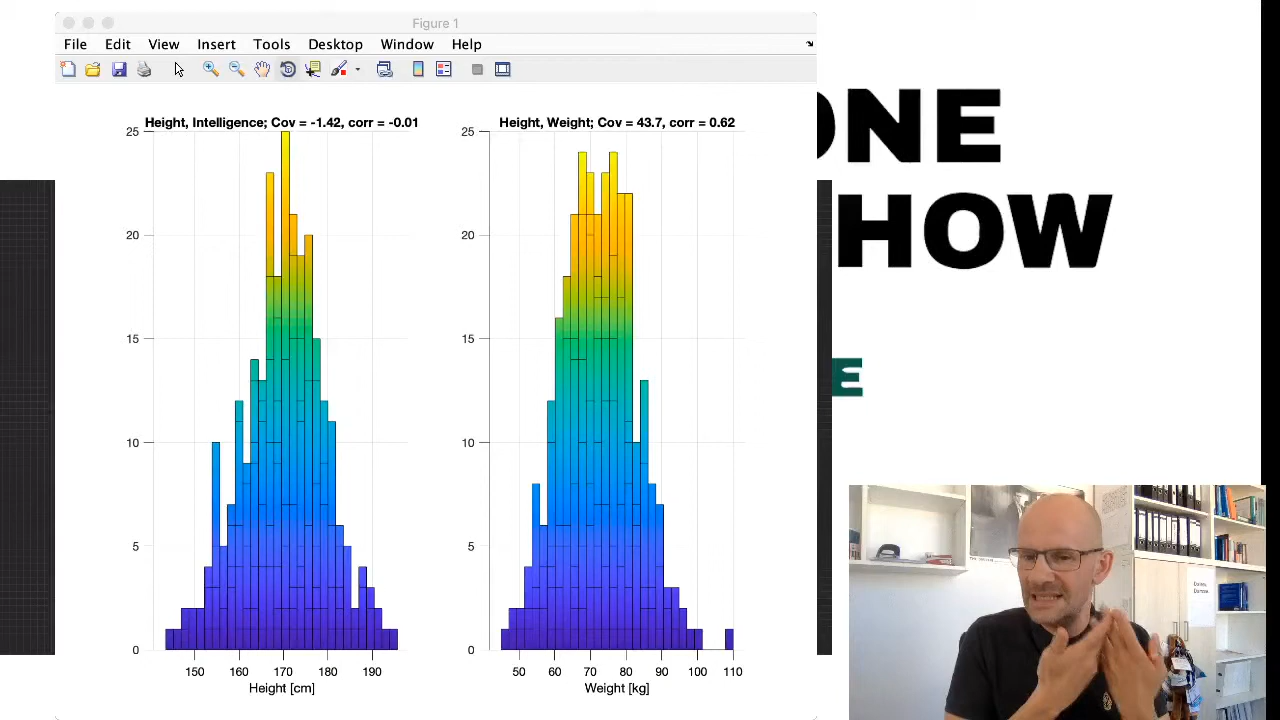 Figure 1
File Edit View Insert Tools Desktop Window Help
Height, Intelligence; Cov = -1.42, corr = -0.01
25
20
15
10
5
0
150 160 170 180 190
Height [cm]
Height, Weight; Cov = 43.7, corr = 0.62
25
20
15
10
5
0
50 60 70 80 90 100 110
Weight [kg]
ONE
HOW
E